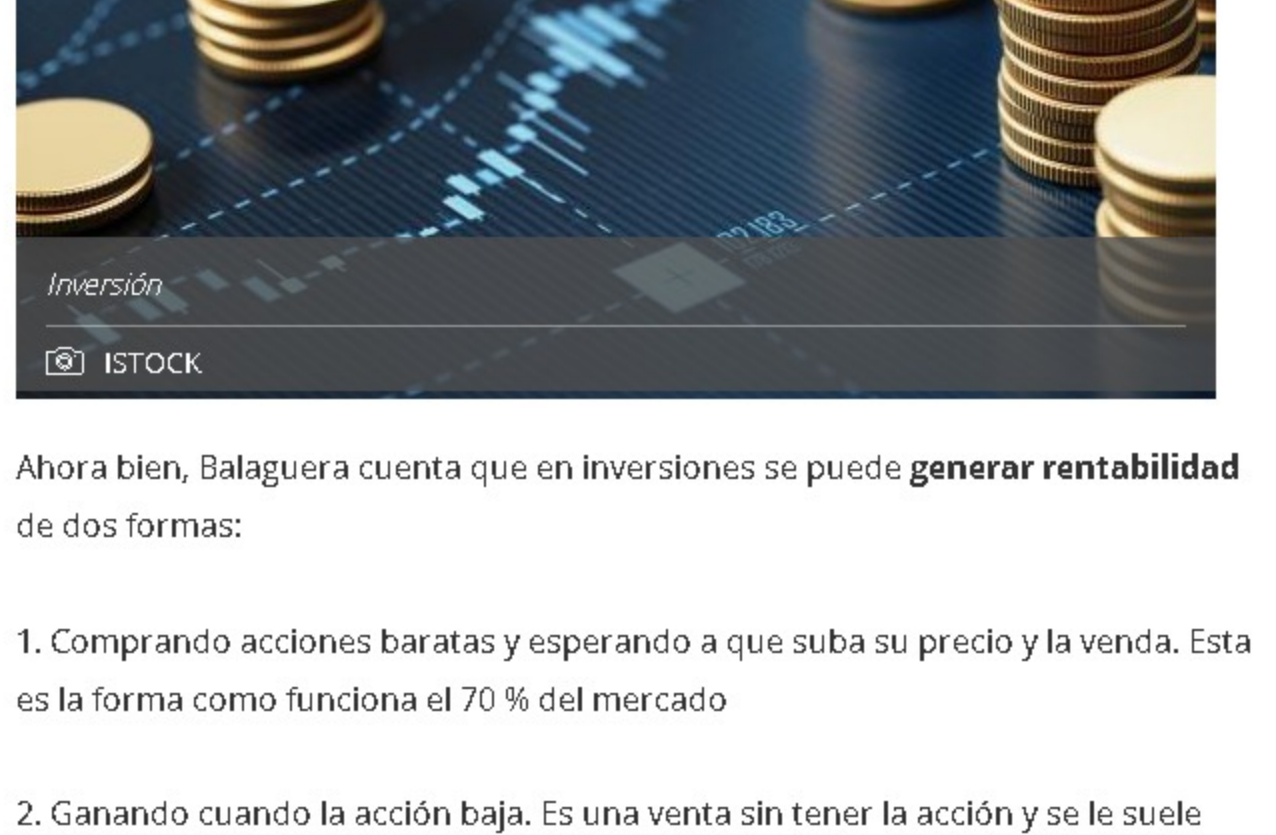 02183
Inversión
ISTOCK
Ahora bien, Balaguera cuenta que en inversiones se puede generar rentabilidad
de dos formas:
1. Comprando acciones baratas y esperando a que suba su precio y la venda. Esta
es la forma como funciona el 70 % del mercado
2. Ganando cuando la acción baja. Es una venta sin tener la acción y se le suele